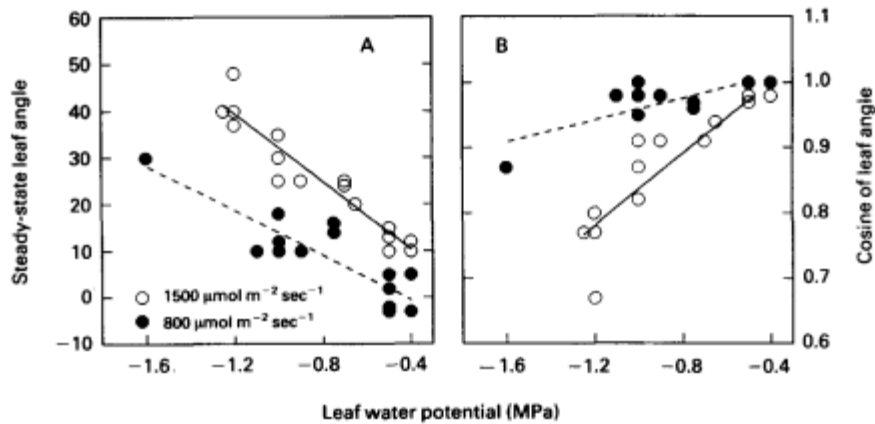 A
B
Steady-state leaf angle
60
50
40
30
20
10
0
−10
1500 μmol m⁻² sec⁻¹
800 μmol m⁻² sec⁻¹
−1.6 −1.2 −0.8 −0.4
−1.6 −1.2 −0.8 −0.4
1.1
1.0
0.9
0.8
0.7
0.6
Cosine of leaf angle
Leaf water potential (MPa)